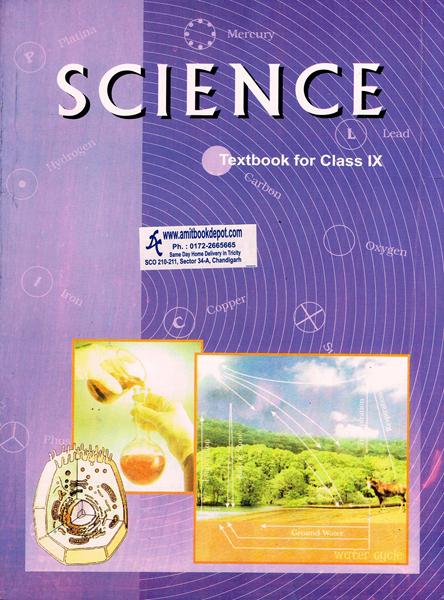 Platina
P
Mercury
SCIENCE
L
Lead
Textbook for Class IX
Hydrogen
Carbon
www.amitbookdepot.com
Ph. : 0172-2665665
Same Day Home Delivery in Tricity
SCO 210-211, Sector 34-A, Chandigarh
Oxygen
I
Iron
Copper
C
Phos
Ground Water
water cycle